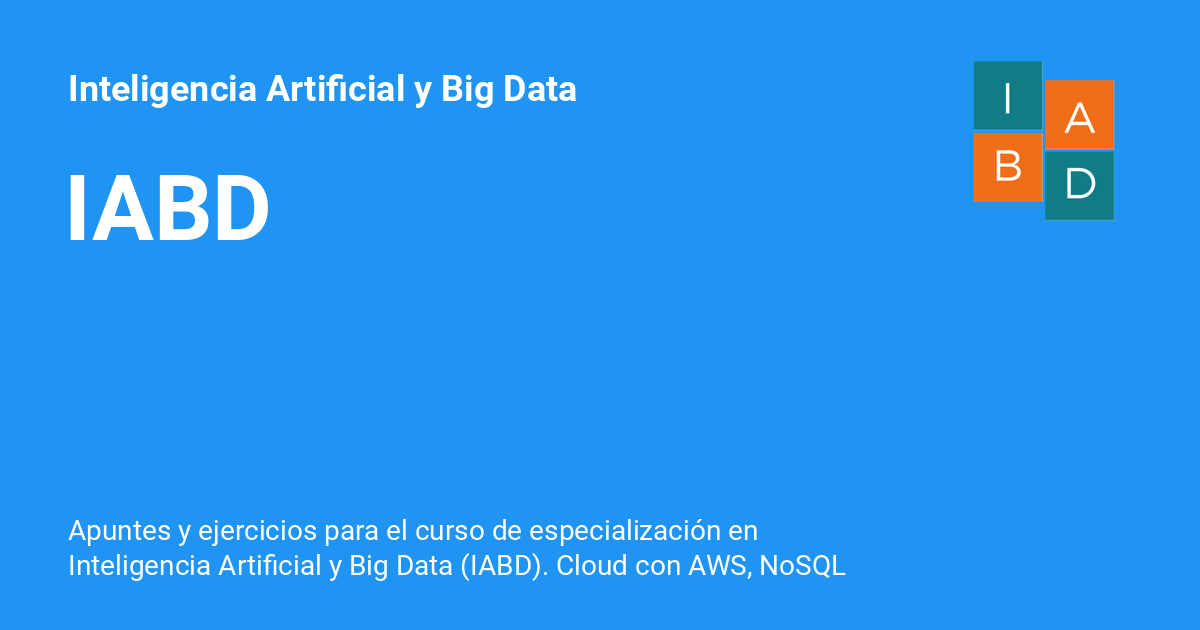 Inteligencia Artificial y Big Data
IABD
I
A
B
D
Apuntes y ejercicios para el curso de especialización en
Inteligencia Artificial y Big Data (IABD). Cloud con AWS, NoSQL